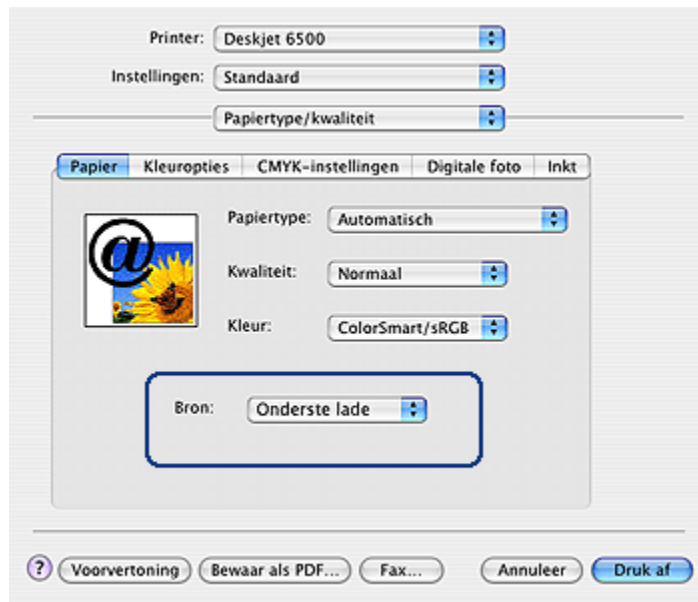 Printer: Deskjet 6500
Instellingen: Standaard
Papiertype/kwaliteit
Papier Kleuropties CMYK-instellingen Digitale foto Inkt
@
Papiertype: Automatisch
Kwaliteit: Normaal
Kleur: ColorSmart/sRGB
Bron: Onderste lade
? Voorvertoning Bewaar als PDF... Fax... Annuleer Druk af